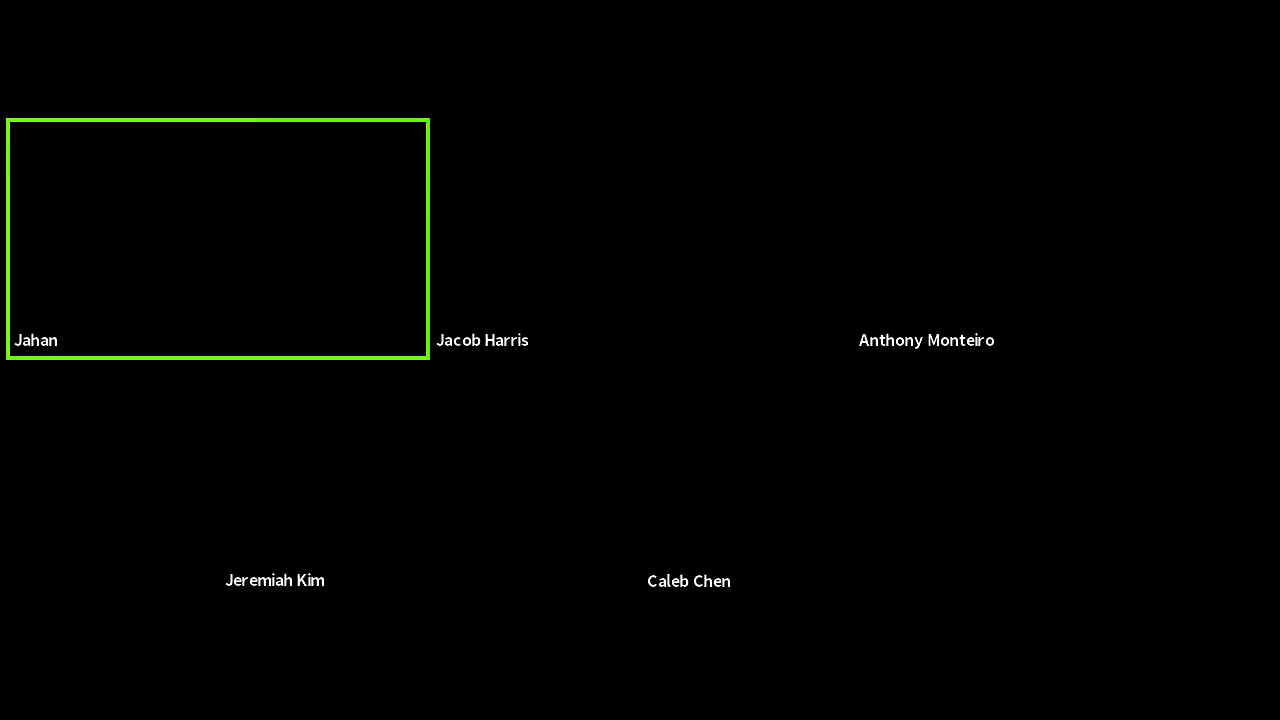 Jahan
Jacob Harris
Anthony Monteiro
Jeremiah Kim
Caleb Chen